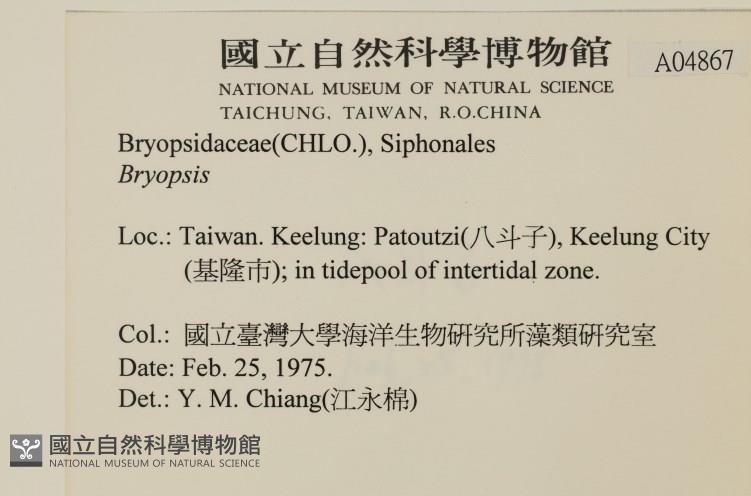 國立自然科學博物館
A04867
NATIONAL MUSEUM OF NATURAL SCIENCE
TAICHUNG, TAIWAN, R.O.CHINA
Bryopsidaceae(CHLO.), Siphonales
Bryopsis
Loc.: Taiwan. Keelung: Patoutzi(八斗子), Keelung City
(基隆市); in tidepool of intertidal zone.
Col.: 國立臺灣大學海洋生物研究所藻類研究室
Date: Feb. 25, 1975.
Det.: Y. M. Chiang(江永棉)
國立自然科學博物館
NATIONAL MUSEUM OF NATURAL SCIENCE